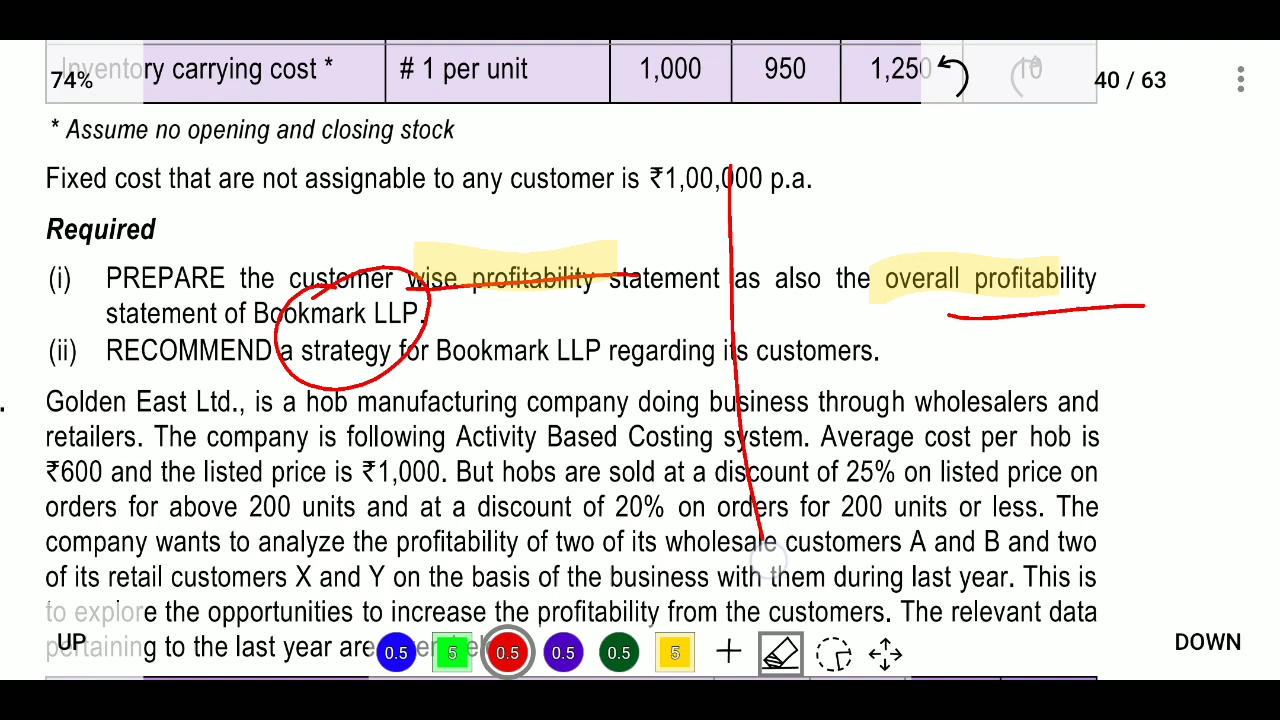 Inventory carrying cost * # 1 per unit 1,000 950 1,250 10
74% 40 / 63
* Assume no opening and closing stock
Fixed cost that are not assignable to any customer is ₹1,00,000 p.a.
Required
(i) PREPARE the customer wise profitability statement as also the overall profitability
statement of Bookmark LLP.
(ii) RECOMMEND a strategy for Bookmark LLP regarding its customers.
. Golden East Ltd., is a hob manufacturing company doing business through wholesalers and
retailers. The company is following Activity Based Costing system. Average cost per hob is
₹600 and the listed price is ₹1,000. But hobs are sold at a discount of 25% on listed price on
orders for above 200 units and at a discount of 20% on orders for 200 units or less. The
company wants to analyze the profitability of two of its wholesale customers A and B and two
of its retail customers X and Y on the basis of the business with them during last year. This is
to explore the opportunities to increase the profitability from the customers. The relevant data
pertaining to the last year are
UP 0.5 5 0.5 0.5 0.5 5 DOWN